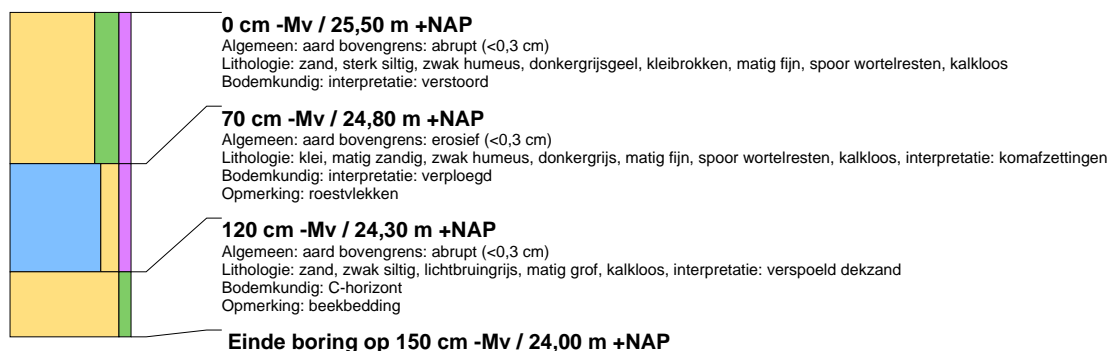 0 cm -Mv / 25,50 m +NAP
Algemeen: aard bovengrens: abrupt (<0,3 cm)
Lithologie: zand, sterk siltig, zwak humeus, donkergrijsgeel, kleibrokken, matig fijn, spoor wortelresten, kalkloos
Bodemkundig: interpretatie: verstoord
70 cm -Mv / 24,80 m +NAP
Algemeen: aard bovengrens: erosief (<0,3 cm)
Lithologie: klei, matig zandig, zwak humeus, donkergrijs, matig fijn, spoor wortelresten, kalkloos, interpretatie: komafzettingen
Bodemkundig: interpretatie: verploegd
Opmerking: roestvlekken
120 cm -Mv / 24,30 m +NAP
Algemeen: aard bovengrens: abrupt (<0,3 cm)
Lithologie: zand, zwak siltig, lichtbruingrijs, matig grof, kalkloos, interpretatie: verspoeld dekzand
Bodemkundig: C-horizont
Opmerking: beekbedding
Einde boring op 150 cm -Mv / 24,00 m +NAP